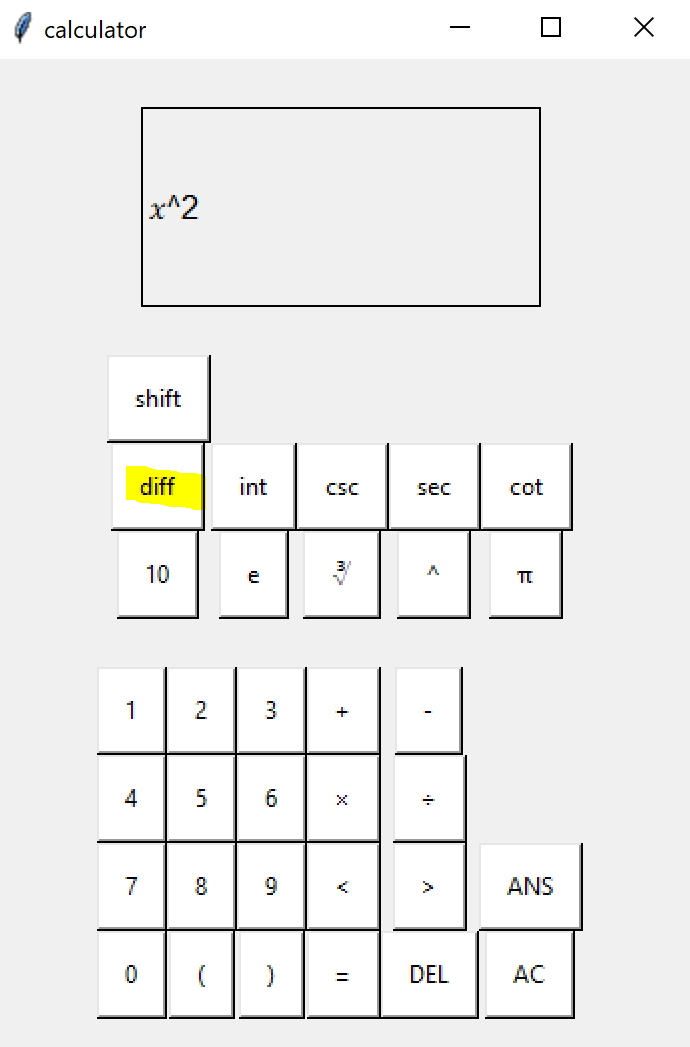 calculator
𝑥^2
shift
diff int csc sec cot
10 e ∛ ^ π
1 2 3 + -
4 5 6 × ÷
7 8 9 < > ANS
0 ( ) = DEL AC